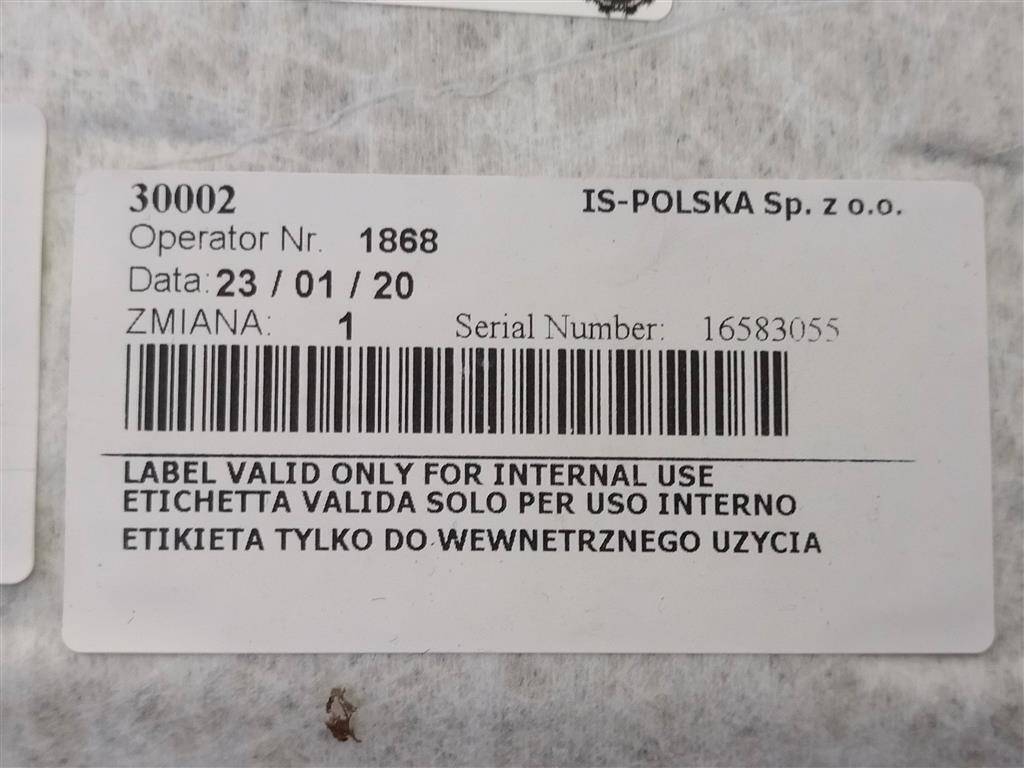 30002 IS-POLSKA Sp. z o.o.
Operator Nr. 1868
Data: 23 / 01 / 20
ZMIANA: 1 Serial Number: 16583055
LABEL VALID ONLY FOR INTERNAL USE
ETICHETTA VALIDA SOLO PER USO INTERNO
ETIKIETA TYLKO DO WEWNETRZNEGO UZYCIA